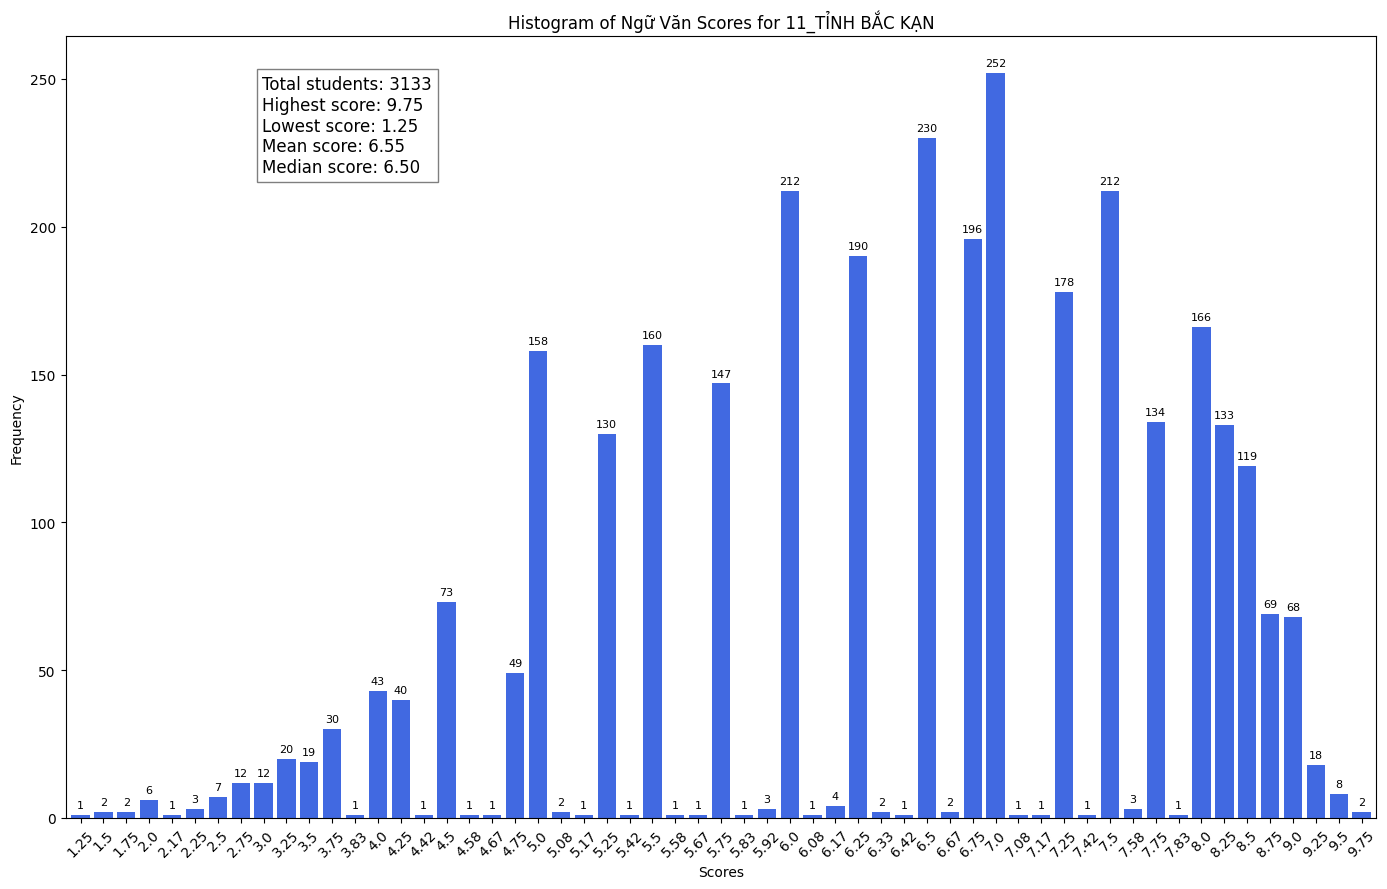 Histogram of Ngữ Văn Scores for 11_TỈNH BẮC KẠN
Total students: 3133
Highest score: 9.75
Lowest score: 1.25
Mean score: 6.55
Median score: 6.50
Frequency
250
200
150
100
50
0
1 2 2 6 1 3 7 12 12 20 19 30 1 43 40 1 73 1 1 49 158 2 1 130 1 160 1 1 147 1 3 212 1 4 190 2 1 230 2 196 252 1 1 178 1 212 3 134 1 166 133 119 69 68 18 8 2
1.25 1.5 1.75 2.0 2.17 2.25 2.5 2.75 3.0 3.25 3.5 3.75 3.83 4.0 4.25 4.42 4.5 4.58 4.67 4.75 5.0 5.08 5.17 5.25 5.42 5.5 5.58 5.67 5.75 5.83 5.92 6.0 6.08 6.17 6.25 6.33 6.42 6.5 6.67 6.75 7.0 7.08 7.17 7.25 7.42 7.5 7.58 7.75 7.83 8.0 8.25 8.5 8.75 9.0 9.25 9.5 9.75
Scores